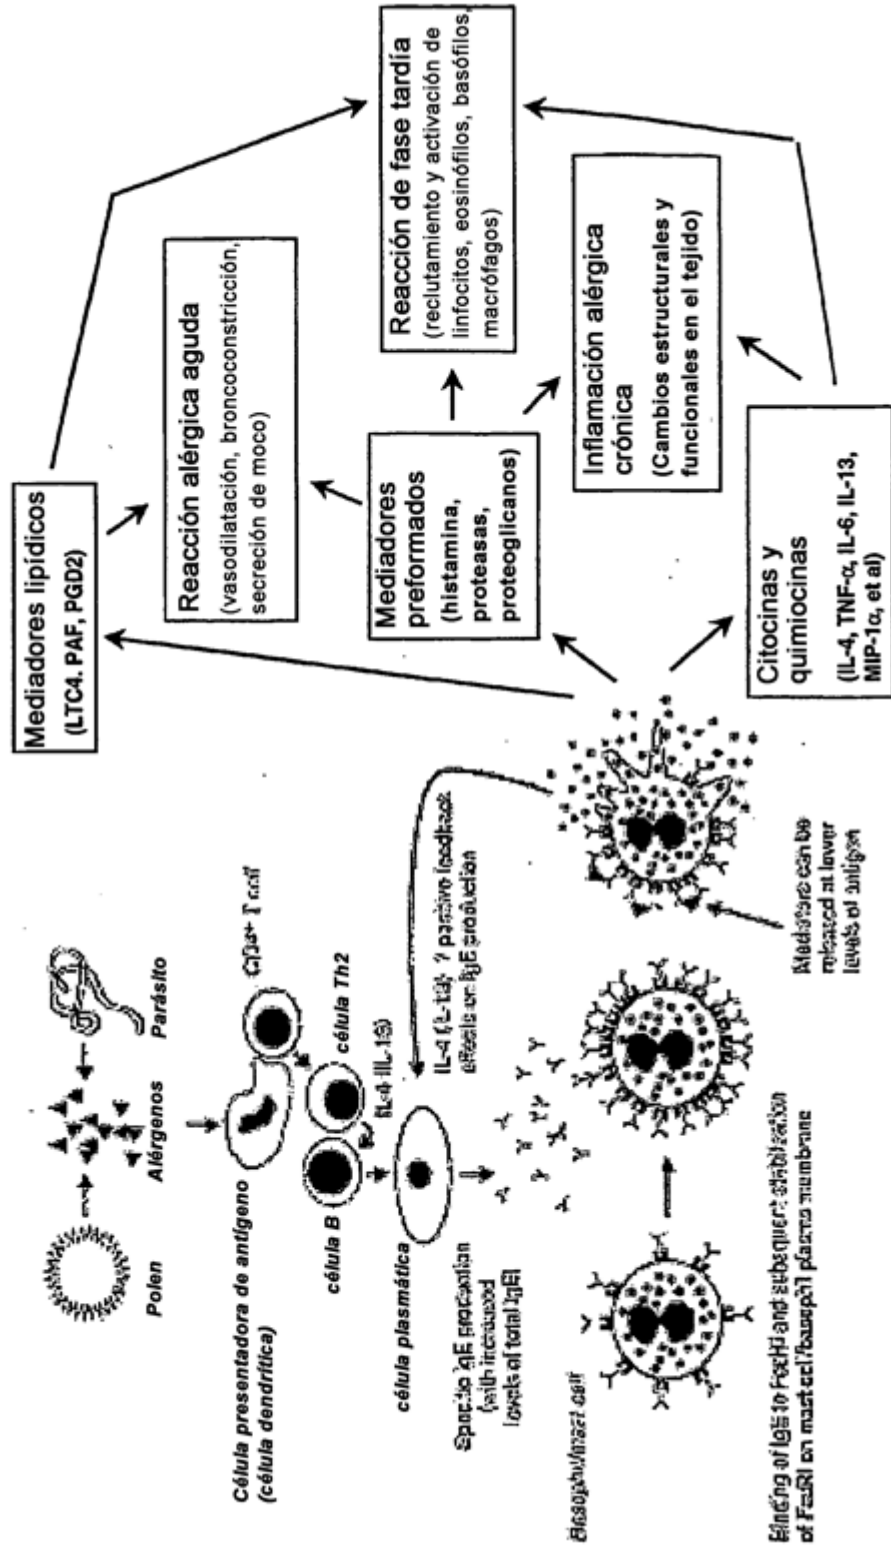 Polen
Alérgenos
Parásito
Célula presentadora de antígeno
(célula dendrítica)
CD4+ T cell
célula Th2
célula B
IL-4 (IL-13)
célula plasmática
IL-4 (IL-13) ? positive feedback
effects on IgE production
Specific IgE production
(with increased
levels of total IgE)
Basophil/mast cell
Binding of IgE to FcεRI and subsequent stabilization
of FcεRI on mast cell/basophil plasma membrane
Mediators can be
released at lower
levels of antigen
Mediadores lipídicos
(LTC4. PAF, PGD2)
Reacción alérgica aguda
(vasodilatación, broncoconstricción,
secreción de moco)
Mediadores
preformados
(histamina,
proteasas,
proteoglicanos)
Reacción de fase tardía
(reclutamiento y activación de
linfocitos, eosinófilos, basófilos,
macrófagos)
Inflamación alérgica
crónica
(Cambios estructurales y
funcionales en el tejido)
Citocinas y
quimiocinas
(IL-4, TNF-α, IL-6, IL-13,
MIP-1α, et al)